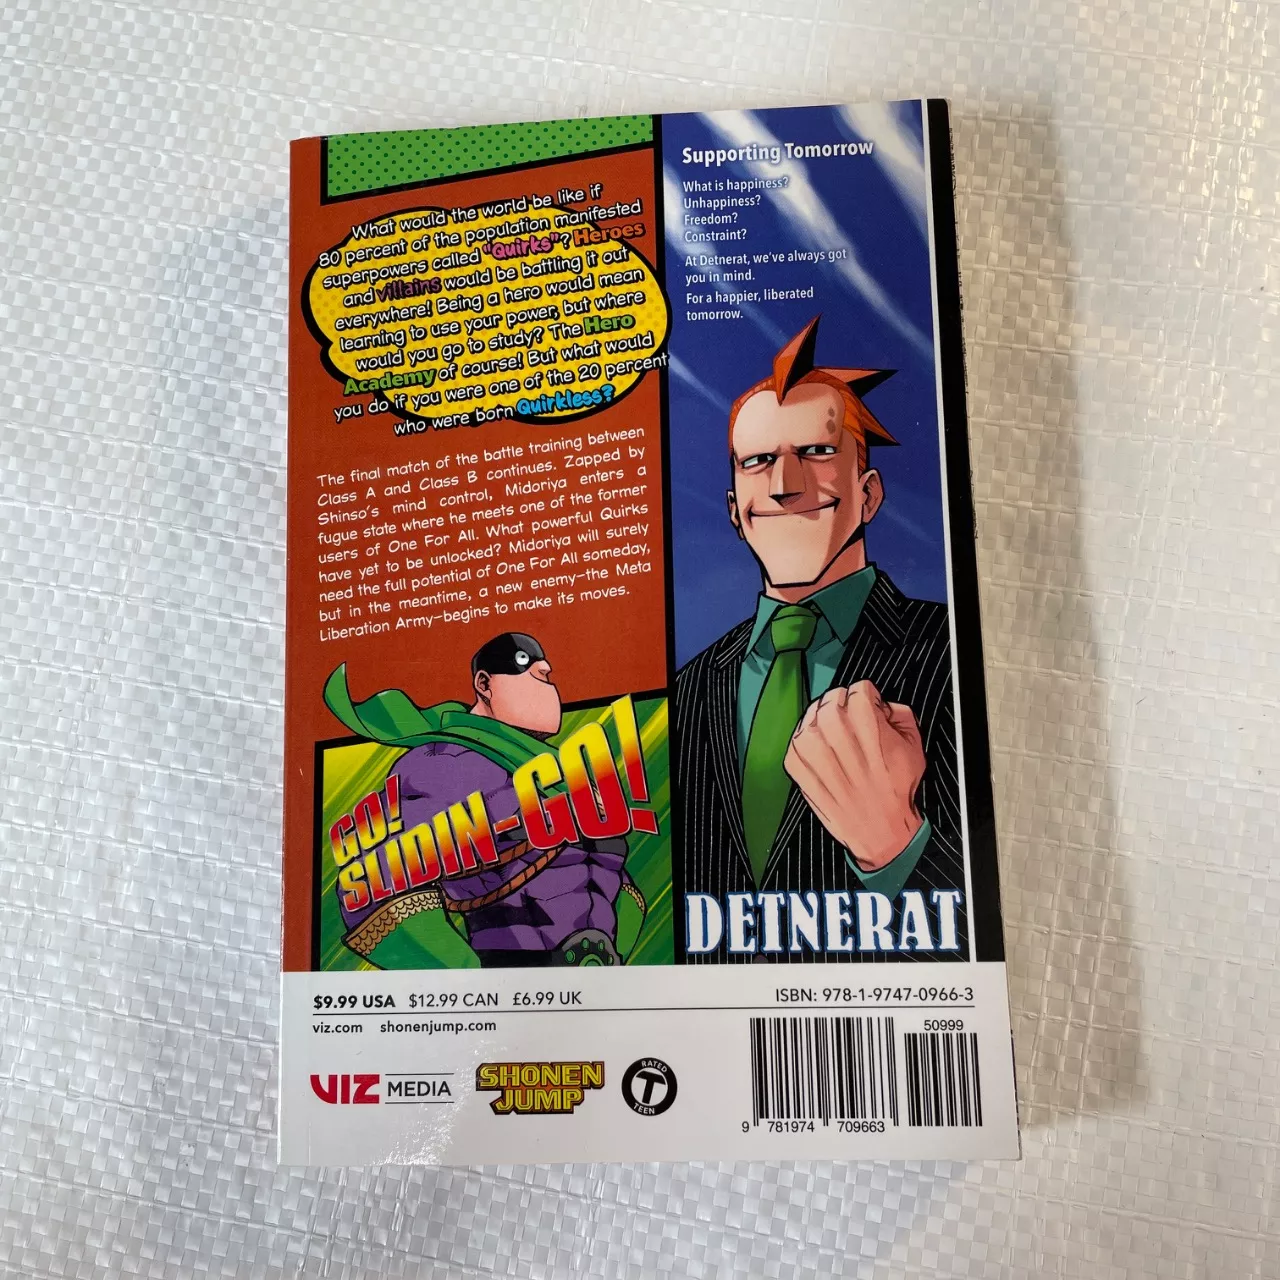 What would the world be like if
80 percent of the population manifested
superpowers called "Quirks"? Heroes
and villains would be battling it out
everywhere! Being a hero would mean
learning to use your power, but where
would you go to study? The Hero
Academy of course! But what would
you do if you were one of the 20 percent
who were born Quirkless?
The final match of the battle training between
Class A and Class B continues. Zapped by
Shinso's mind control, Midoriya enters a
fugue state where he meets one of the former
users of One For All. What powerful Quirks
have yet to be unlocked? Midoriya will surely
need the full potential of One For All someday,
but in the meantime, a new enemy—the Meta
Liberation Army—begins to make its moves.
GO!
SLIDIN-GO!
Supporting Tomorrow
What is happiness?
Unhappiness?
Freedom?
Constraint?
At Detnerat, we've always got
you in mind.
For a happier, liberated
tomorrow.
DETNERAT
$9.99 USA $12.99 CAN £6.99 UK
ISBN: 978-1-9747-0966-3
viz.com shonenjump.com
VIZ MEDIA
SHONEN
JUMP
RATED
T
TEEN
50999
9 781974 709663